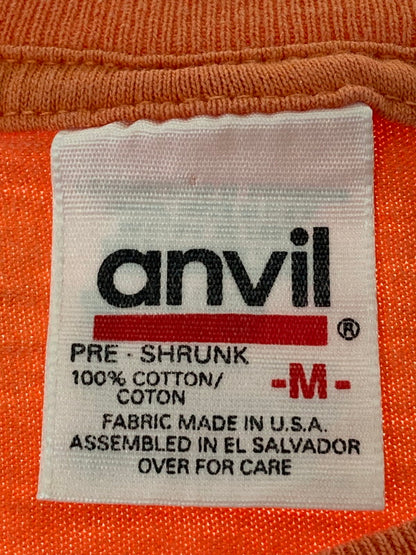 anvil
®
PRE · SHRUNK
100% COTTON/
COTON
-M-
FABRIC MADE IN U.S.A.
ASSEMBLED IN EL SALVADOR
OVER FOR CARE